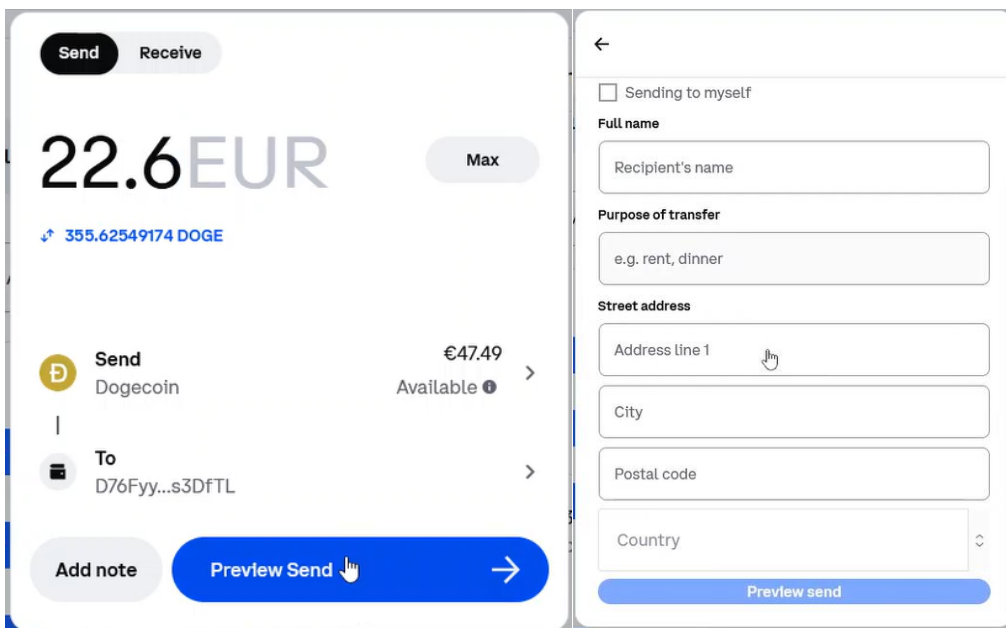 Send Receive
22.6EUR
Max
355.62549174 DOGE
Send
€47.49
Dogecoin
Available
To
D76Fyy...s3DfTL
Add note
Preview Send
Sending to myself
Full name
Recipient's name
Purpose of transfer
e.g. rent, dinner
Street address
Address line 1
City
Postal code
Country
Preview send